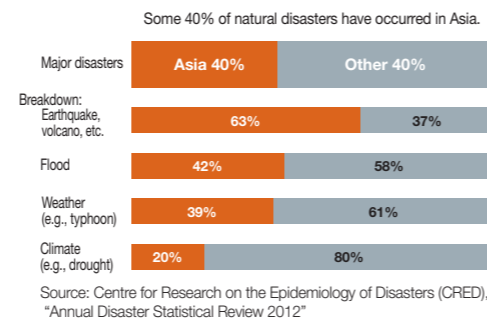 Some 40% of natural disasters have occurred in Asia.
Major disasters Asia 40% Other 40%
Breakdown:
Earthquake,
volcano, etc. 63% 37%
Flood 42% 58%
Weather
(e.g., typhoon) 39% 61%
Climate
(e.g., drought) 20% 80%
Source: Centre for Research on the Epidemiology of Disasters (CRED),
“Annual Disaster Statistical Review 2012”